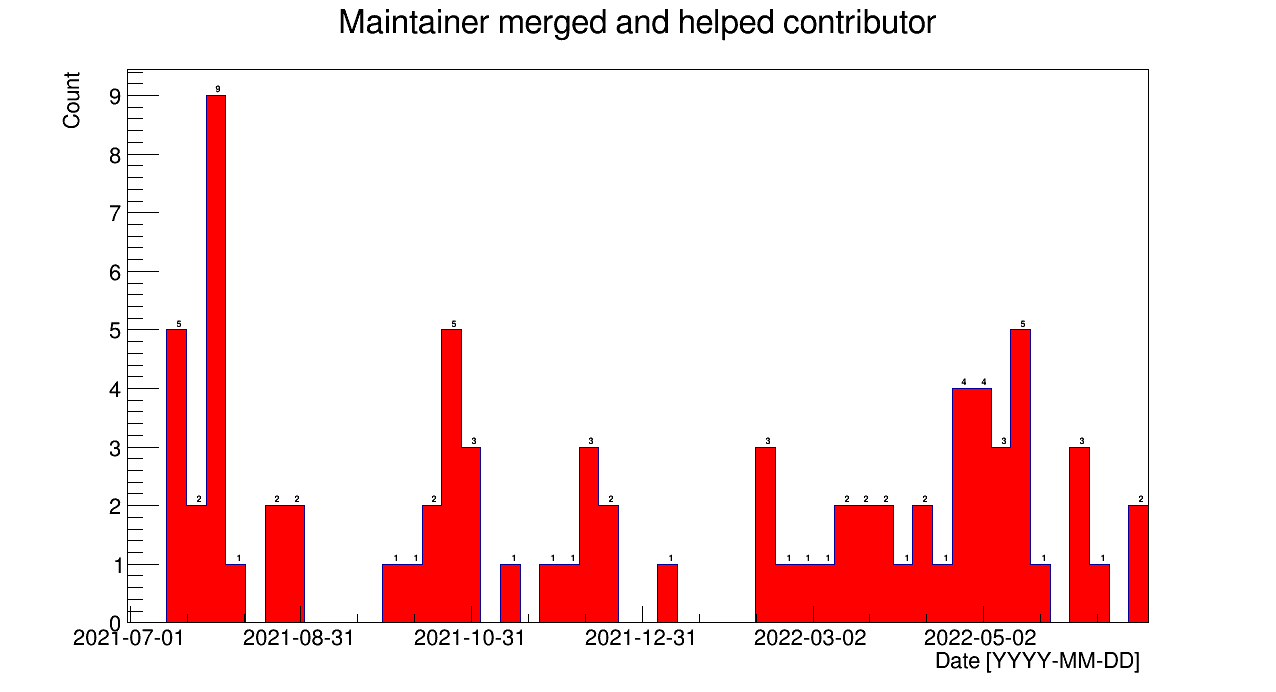 Maintainer merged and helped contributor
Count
9
8
7
6
5
4
3
2
1
0
5 2 9 1 2 2 1 1 2 5 3 1 1 1 3 2 1 3 1 1 1 2 2 2 1 2 1 4 4 3 5 1 3 1 2
2021-07-01 2021-08-31 2021-10-31 2021-12-31 2022-03-02 2022-05-02
Date [YYYY-MM-DD]